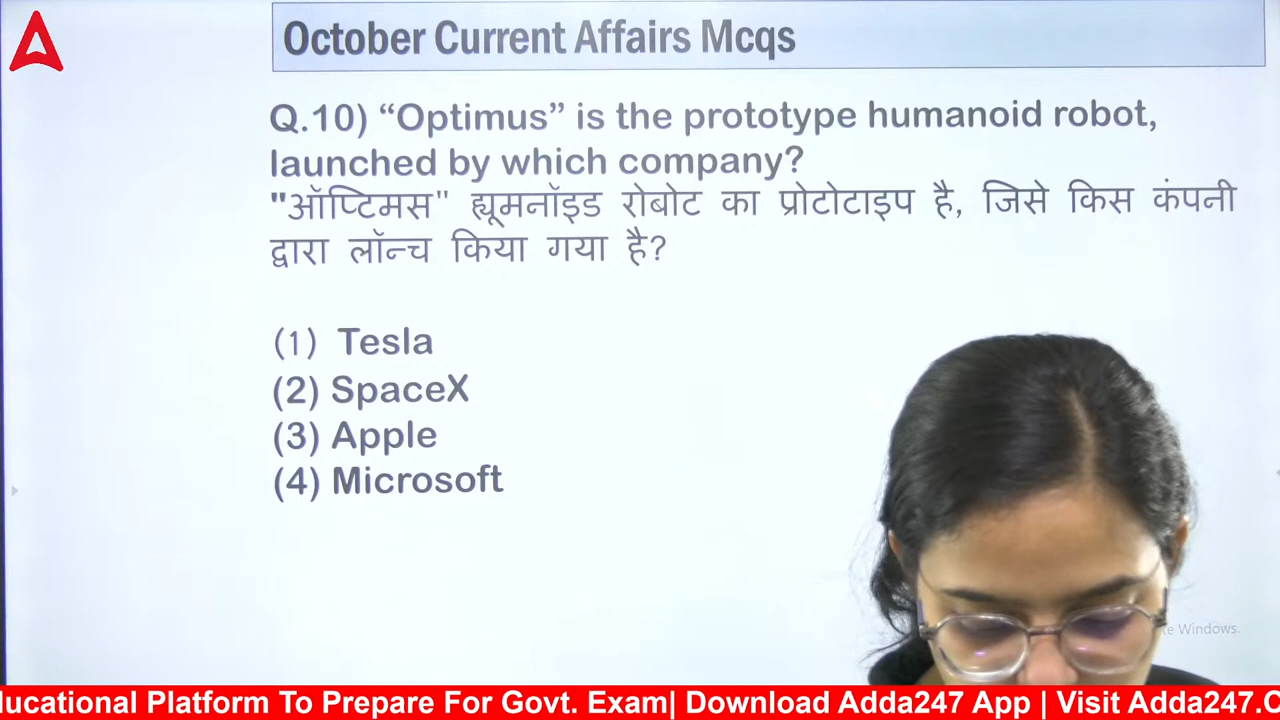 October Current Affairs Mcqs
Q.10) “Optimus” is the prototype humanoid robot,
launched by which company?
"ऑप्टिमस" ह्यूमनॉइड रोबोट का प्रोटोटाइप है, जिसे किस कंपनी
द्वारा लॉन्च किया गया है?
(1) Tesla
(2) SpaceX
(3) Apple
(4) Microsoft
Windows.
ducational Platform To Prepare For Govt. Exam| Download Adda247 App | Visit Adda247.C